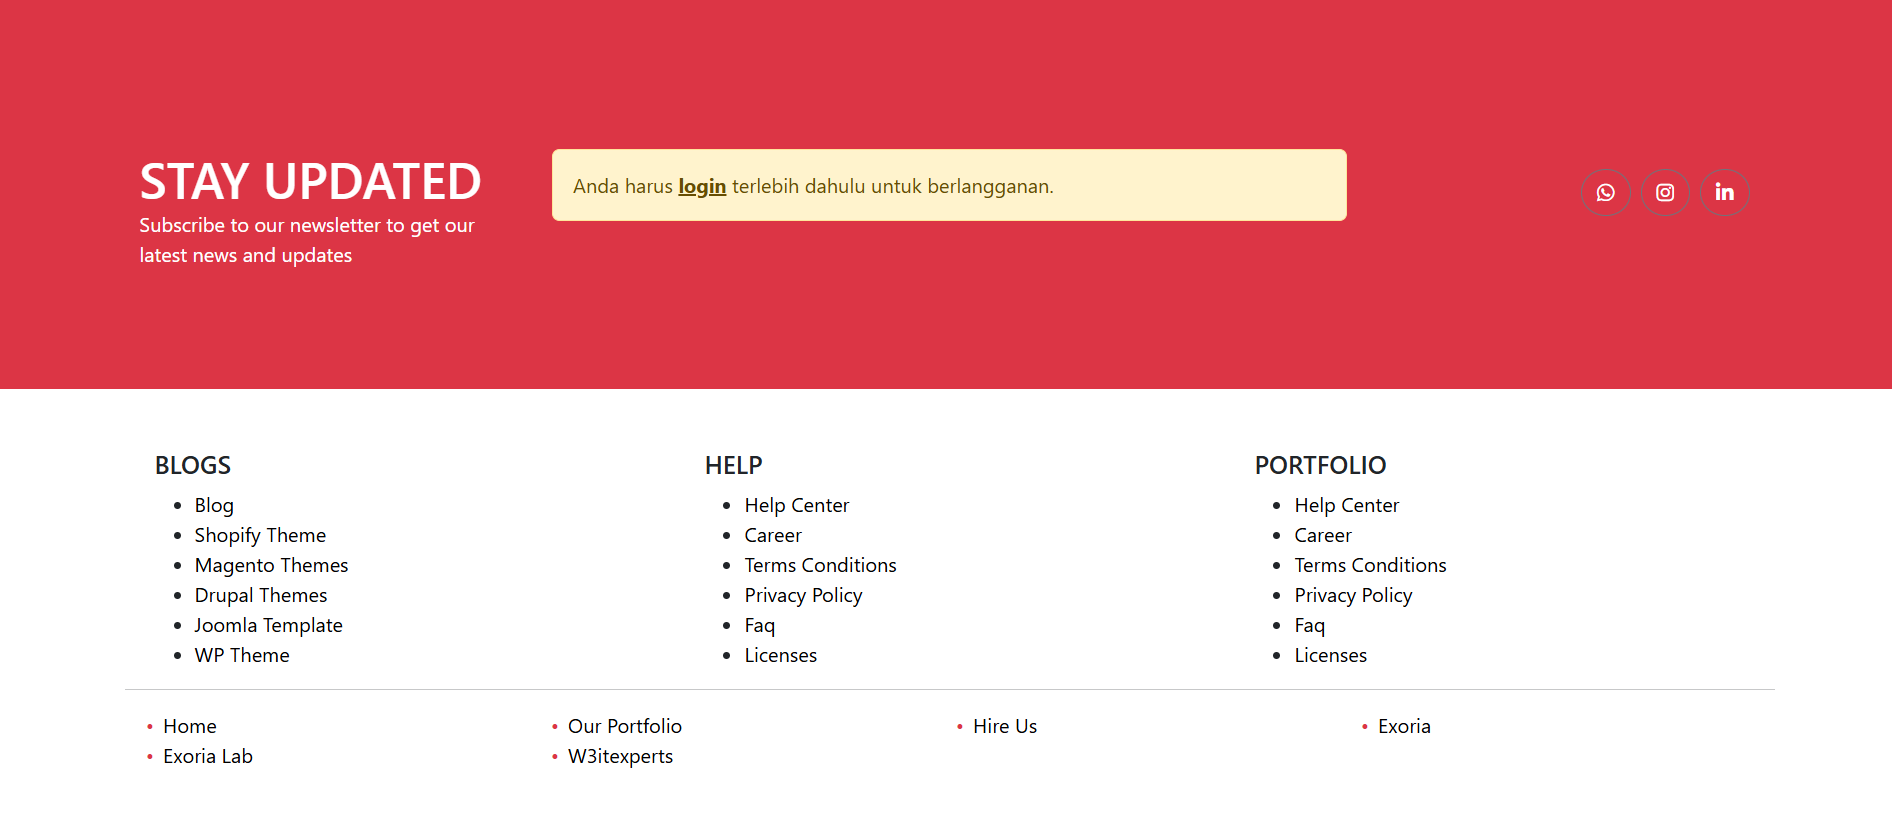 STAY UPDATED
Subscribe to our newsletter to get our
latest news and updates
Anda harus login terlebih dahulu untuk berlangganan.
BLOGS
Blog
Shopify Theme
Magento Themes
Drupal Themes
Joomla Template
WP Theme
HELP
Help Center
Career
Terms Conditions
Privacy Policy
Faq
Licenses
PORTFOLIO
Help Center
Career
Terms Conditions
Privacy Policy
Faq
Licenses
Home
Our Portfolio
Hire Us
Exoria
Exoria Lab
W3itexperts